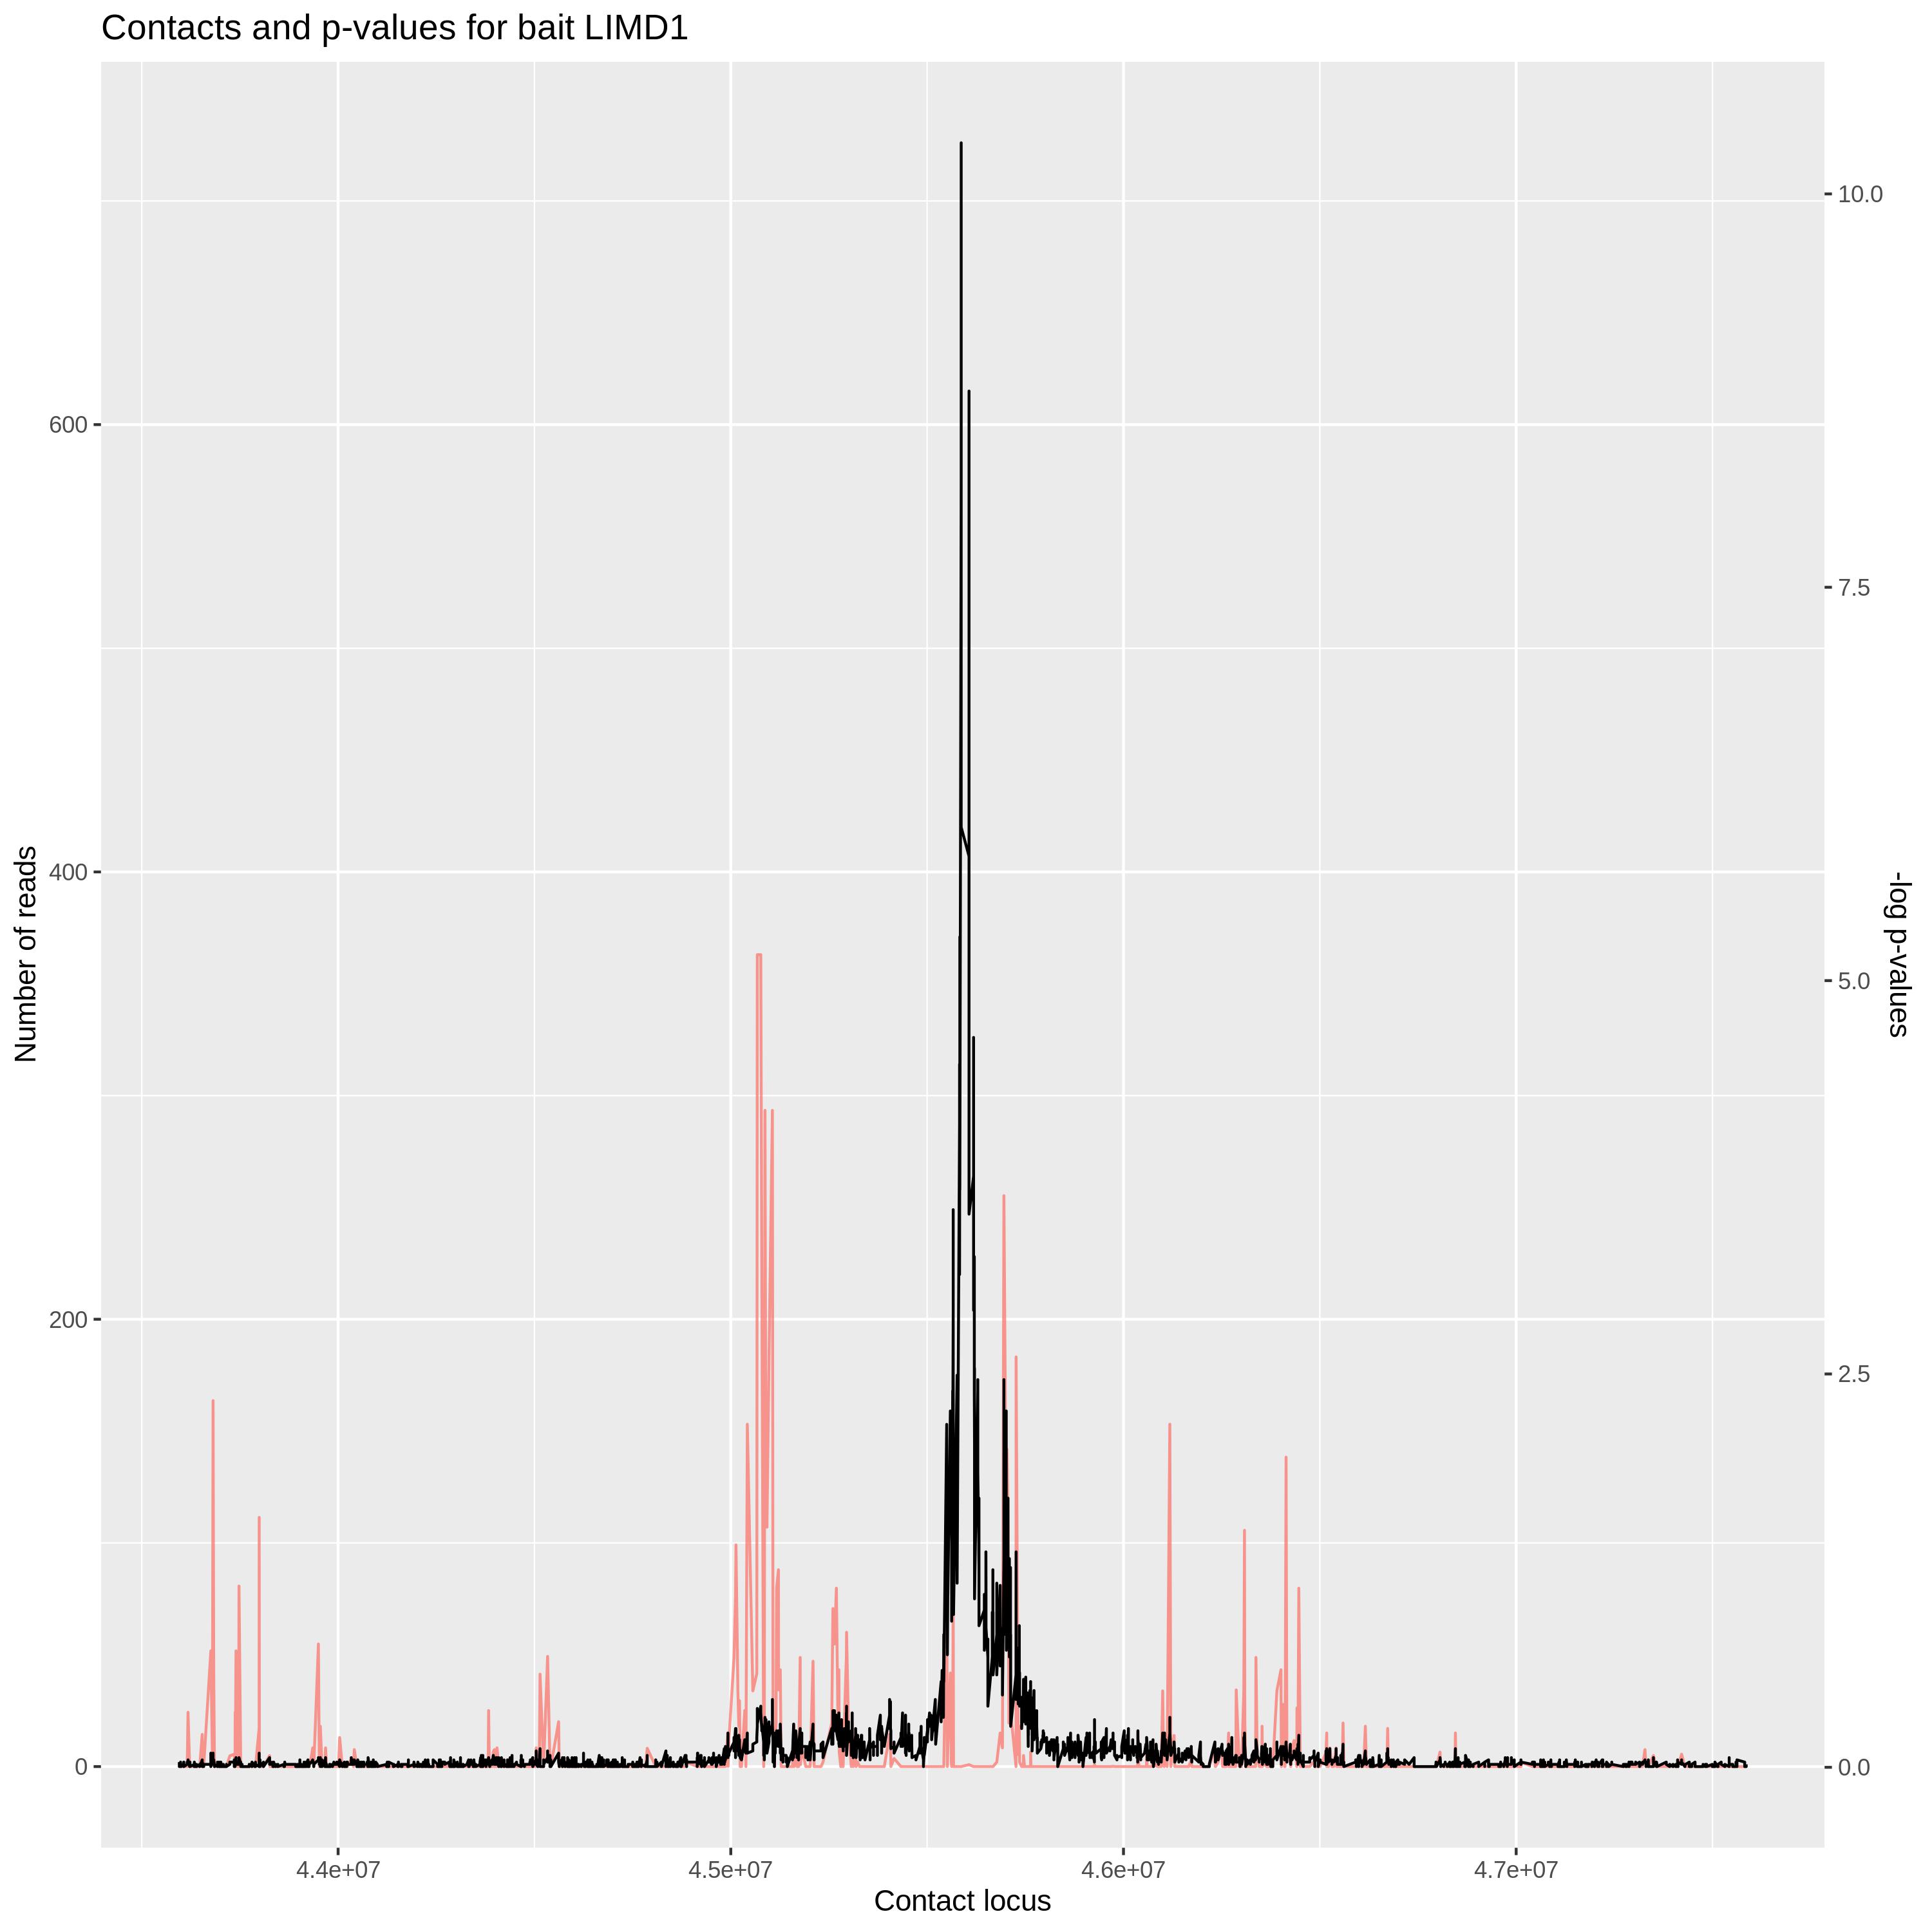 Contacts and p-values for bait LIMD1
Number of reads
600
400
200
0
10.0
7.5
5.0
2.5
0.0
-log p-values
4.4e+07 4.5e+07 4.6e+07 4.7e+07
Contact locus